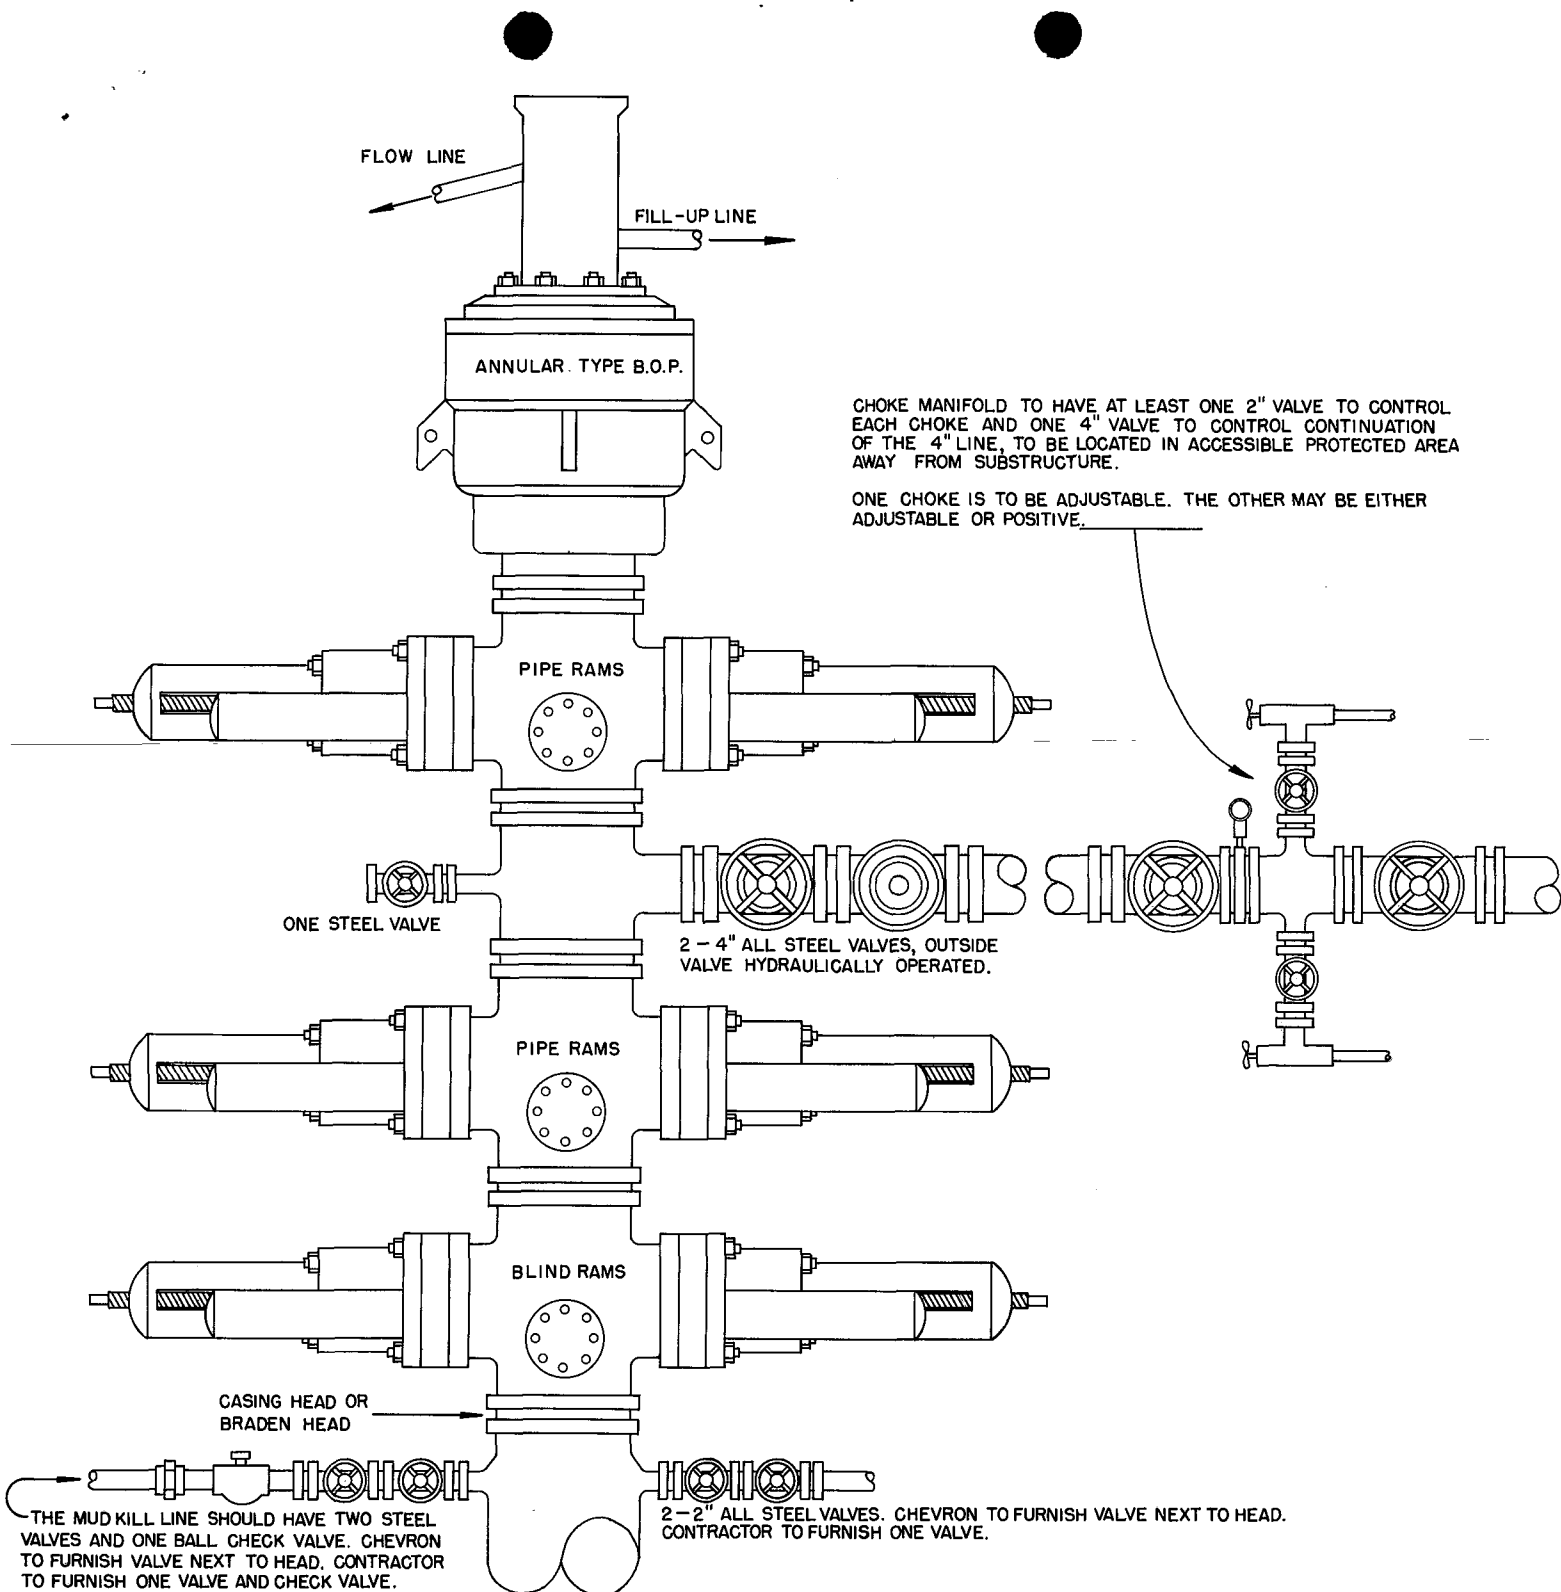 FLOW LINE
FILL-UP LINE
ANNULAR. TYPE B.O.P.
CHOKE MANIFOLD TO HAVE AT LEAST ONE 2" VALVE TO CONTROL
EACH CHOKE AND ONE 4" VALVE TO CONTROL CONTINUATION
OF THE 4" LINE, TO BE LOCATED IN ACCESSIBLE PROTECTED AREA
AWAY FROM SUBSTRUCTURE.
ONE CHOKE IS TO BE ADJUSTABLE. THE OTHER MAY BE EITHER
ADJUSTABLE OR POSITIVE.
PIPE RAMS
ONE STEEL VALVE
2 - 4" ALL STEEL VALVES, OUTSIDE
VALVE HYDRAULICALLY OPERATED.
PIPE RAMS
BLIND RAMS
CASING HEAD OR
BRADEN HEAD
THE MUD KILL LINE SHOULD HAVE TWO STEEL
VALVES AND ONE BALL CHECK VALVE. CHEVRON
TO FURNISH VALVE NEXT TO HEAD. CONTRACTOR
TO FURNISH ONE VALVE AND CHECK VALVE.
2-2" ALL STEEL VALVES. CHEVRON TO FURNISH VALVE NEXT TO HEAD.
CONTRACTOR TO FURNISH ONE VALVE.